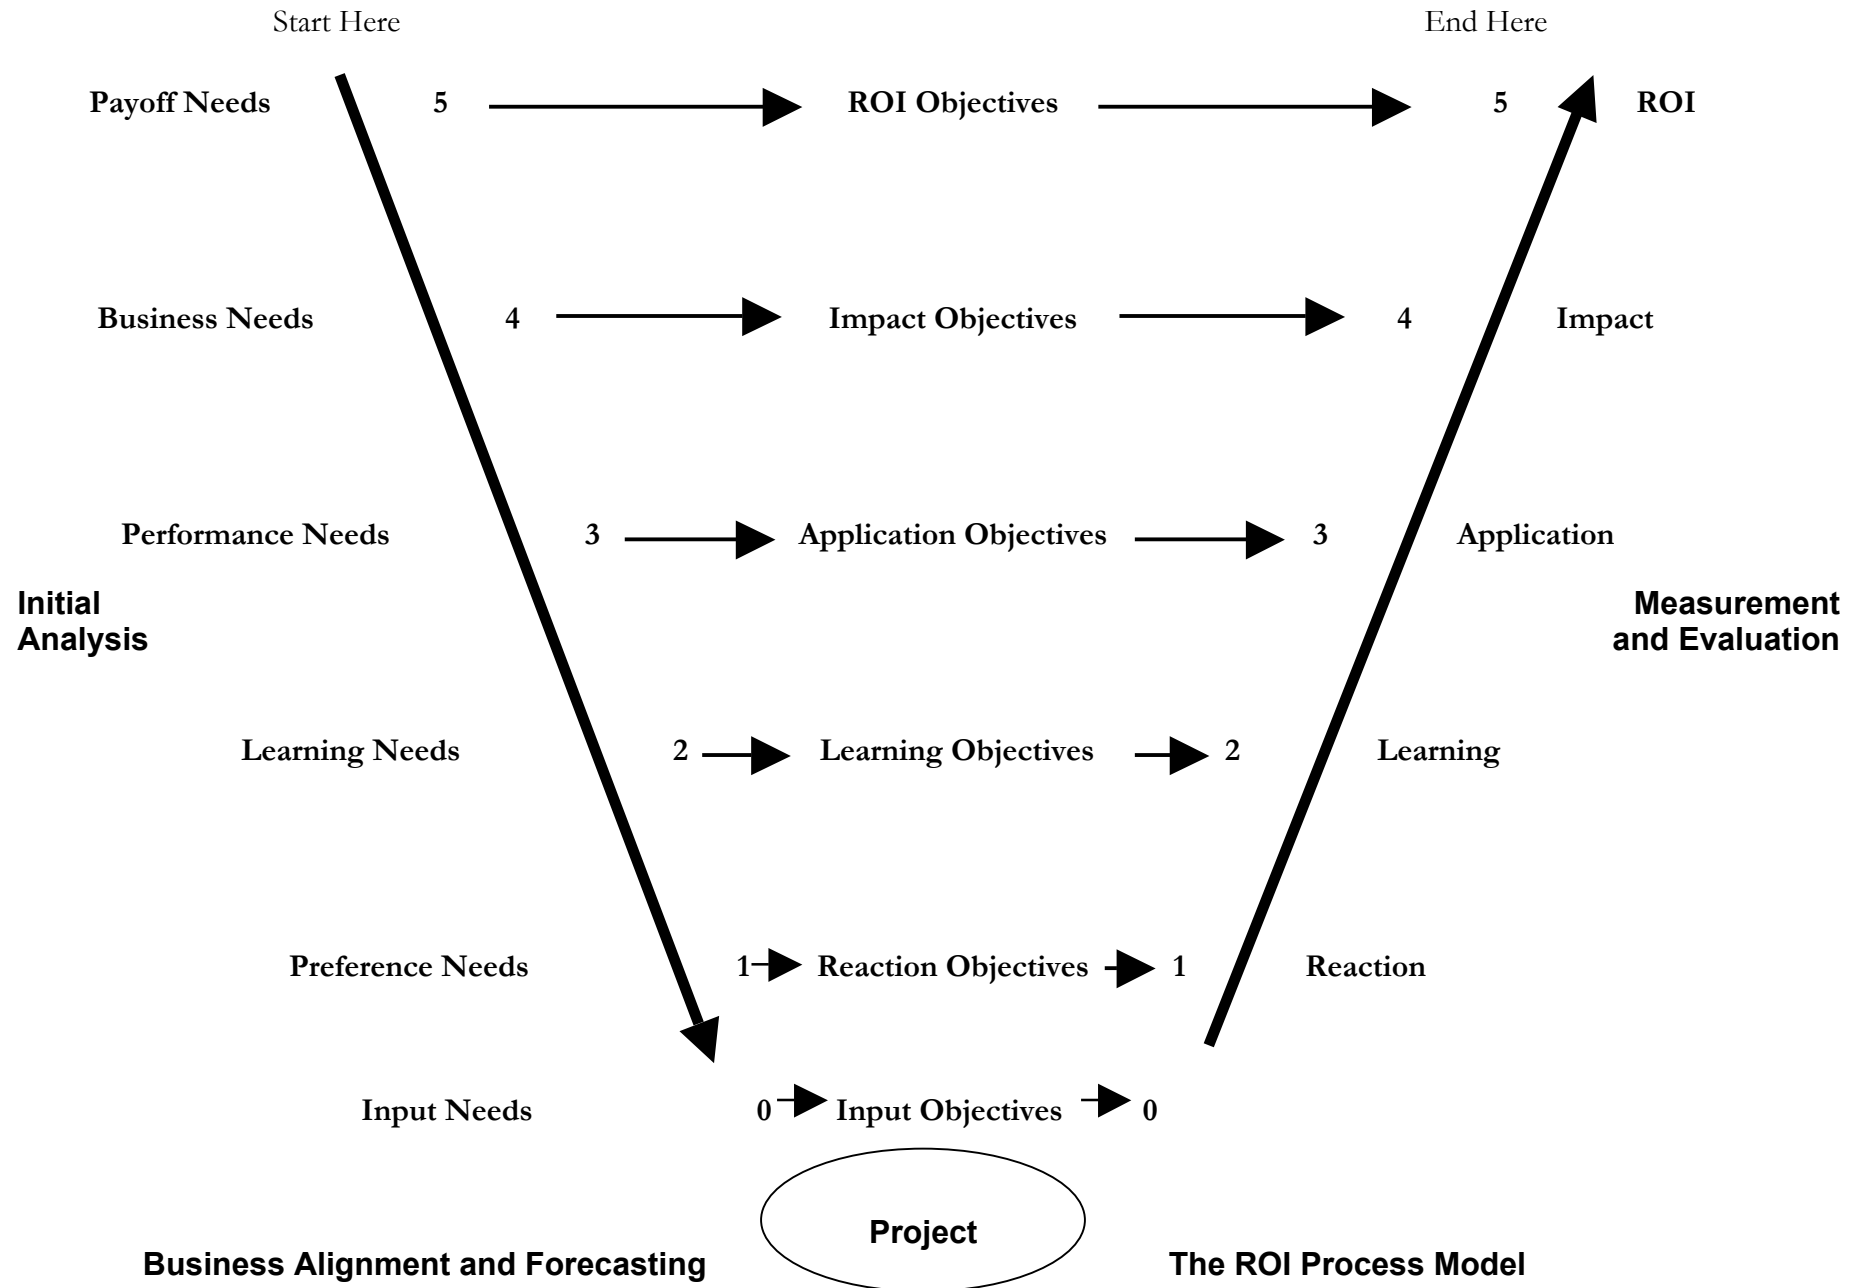 Start Here End Here
Payoff Needs 5 ROI Objectives 5 ROI
Business Needs 4 Impact Objectives 4 Impact
Performance Needs 3 Application Objectives 3 Application
Initial
Analysis
Measurement
and Evaluation
Learning Needs 2 Learning Objectives 2 Learning
Preference Needs 1 Reaction Objectives 1 Reaction
Input Needs 0 Input Objectives 0
Project
Business Alignment and Forecasting The ROI Process Model